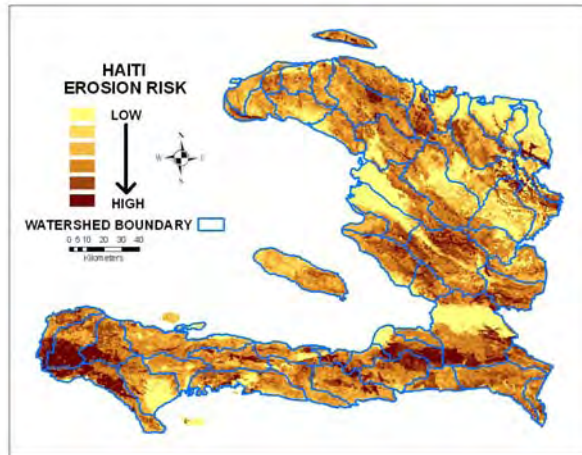 HAITI
EROSION RISK
LOW
HIGH
W E
N
WATERSHED BOUNDARY
0 5 10 20 30 40
Kilometers